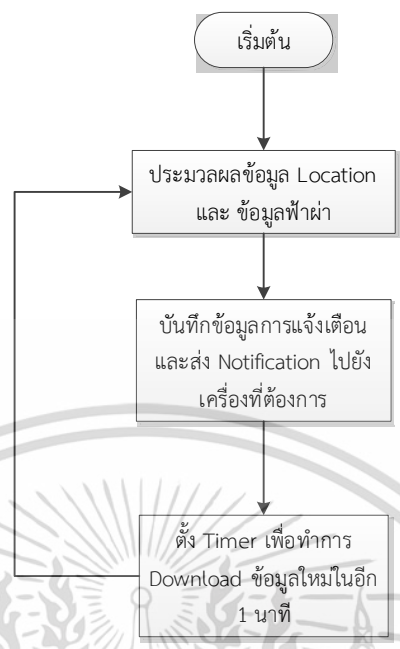 เริ่มต้น
ประมวลผลข้อมูล Location
และ ข้อมูลฟ้าผ่า
บันทึกข้อมูลการแจ้งเตือน
และส่ง Notification ไปยัง
เครื่องที่ต้องการ
ตั้ง Timer เพื่อทำการ
Download ข้อมูลใหม่ในอีก
1 นาที